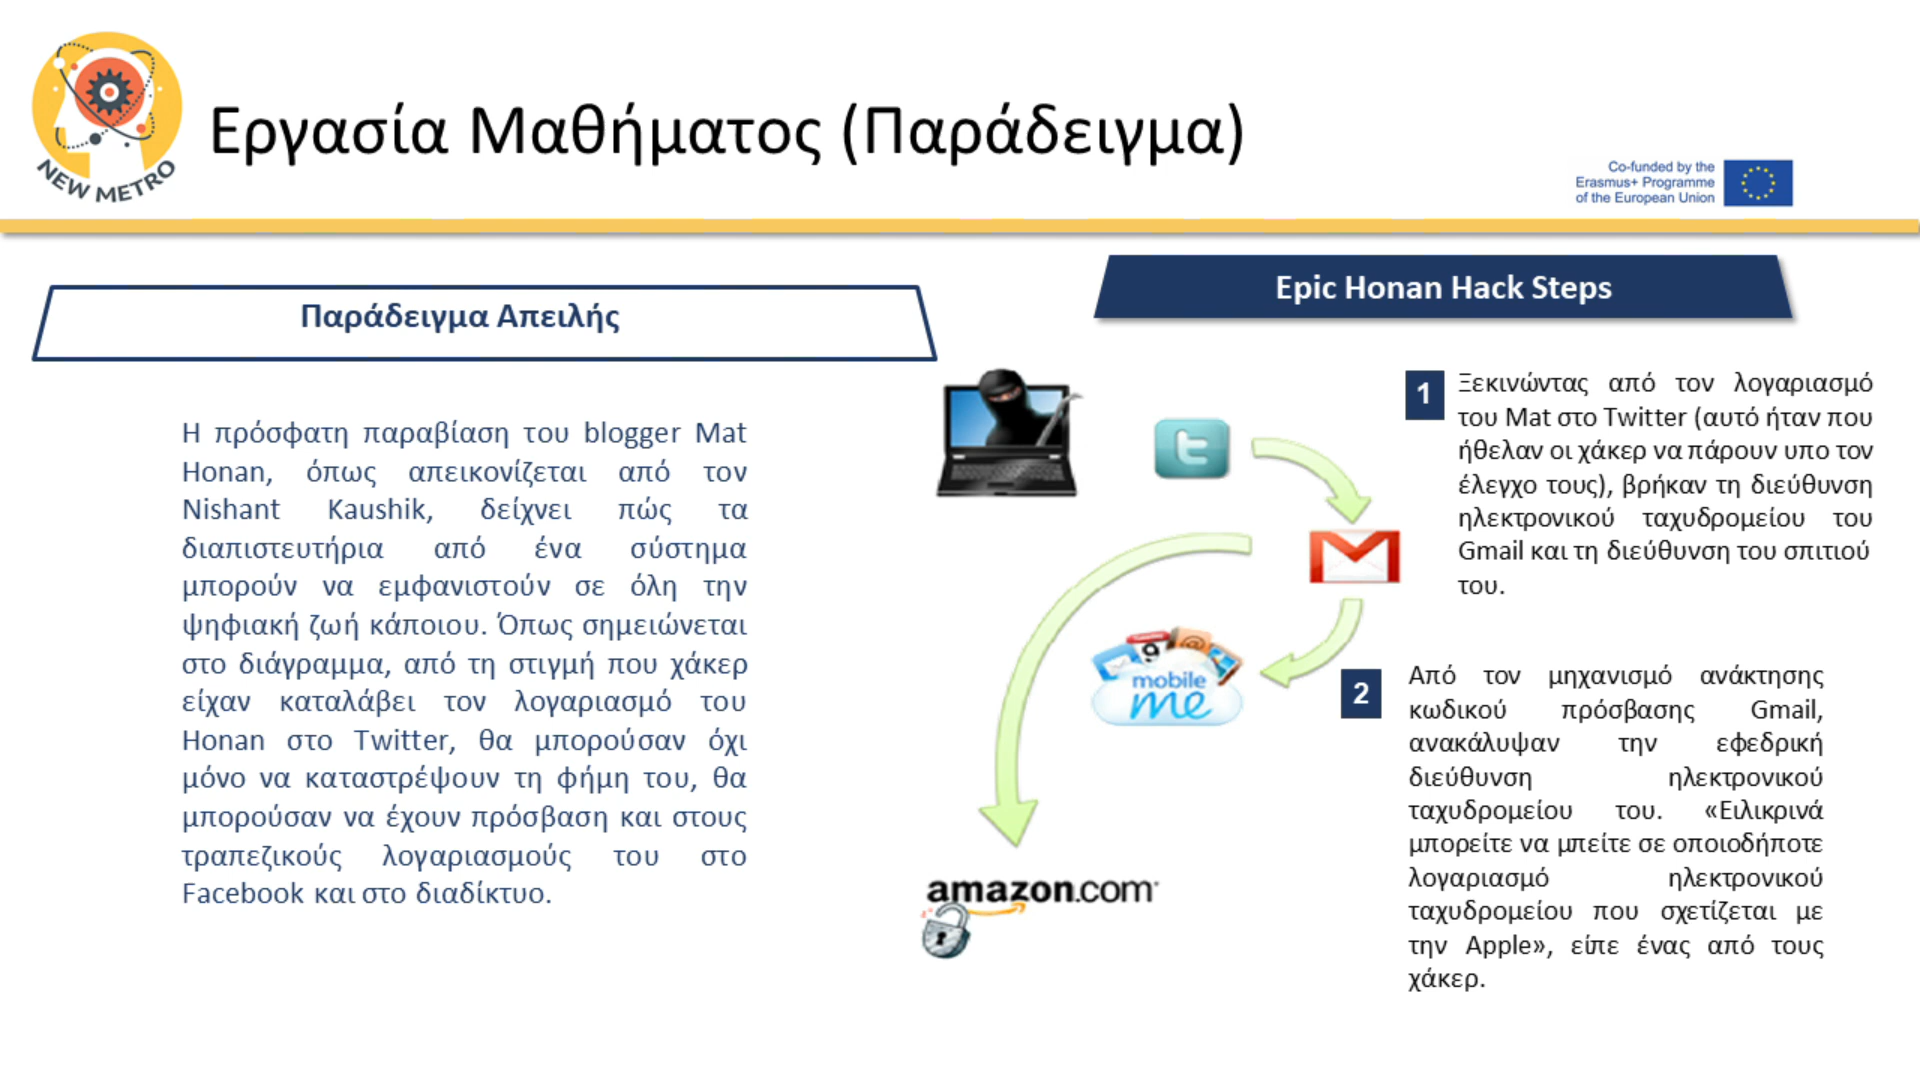 NEW METRO
Εργασία Μαθήματος (Παράδειγμα)
Co-funded by the
Erasmus+ Programme
of the European Union
Παράδειγμα Απειλής
Η πρόσφατη παραβίαση του blogger Mat
Honan, όπως απεικονίζεται από τον
Nishant Kaushik, δείχνει πώς τα
διαπιστευτήρια από ένα σύστημα
μπορούν να εμφανιστούν σε όλη την
ψηφιακή ζωή κάποιου. Όπως σημειώνεται
στο διάγραμμα, από τη στιγμή που χάκερ
είχαν καταλάβει τον λογαριασμό του
Honan στο Twitter, θα μπορούσαν όχι
μόνο να καταστρέψουν τη φήμη του, θα
μπορούσαν να έχουν πρόσβαση και στους
τραπεζικούς λογαριασμούς του στο
Facebook και στο διαδίκτυο.
Epic Honan Hack Steps
1
Ξεκινώντας από τον λογαριασμό
του Mat στο Twitter (αυτό ήταν που
ήθελαν οι χάκερ να πάρουν υπο τον
έλεγχο τους), βρήκαν τη διεύθυνση
ηλεκτρονικού ταχυδρομείου του
Gmail και τη διεύθυνση του σπιτιού
του.
9
@
mobile
me
2
Από τον μηχανισμό ανάκτησης
κωδικού πρόσβασης Gmail,
ανακάλυψαν την εφεδρική
διεύθυνση ηλεκτρονικού
ταχυδρομείου του. «Ειλικρινά
μπορείτε να μπείτε σε οποιοδήποτε
λογαριασμό ηλεκτρονικού
ταχυδρομείου που σχετίζεται με
την Apple», είπε ένας από τους
χάκερ.
amazon.com